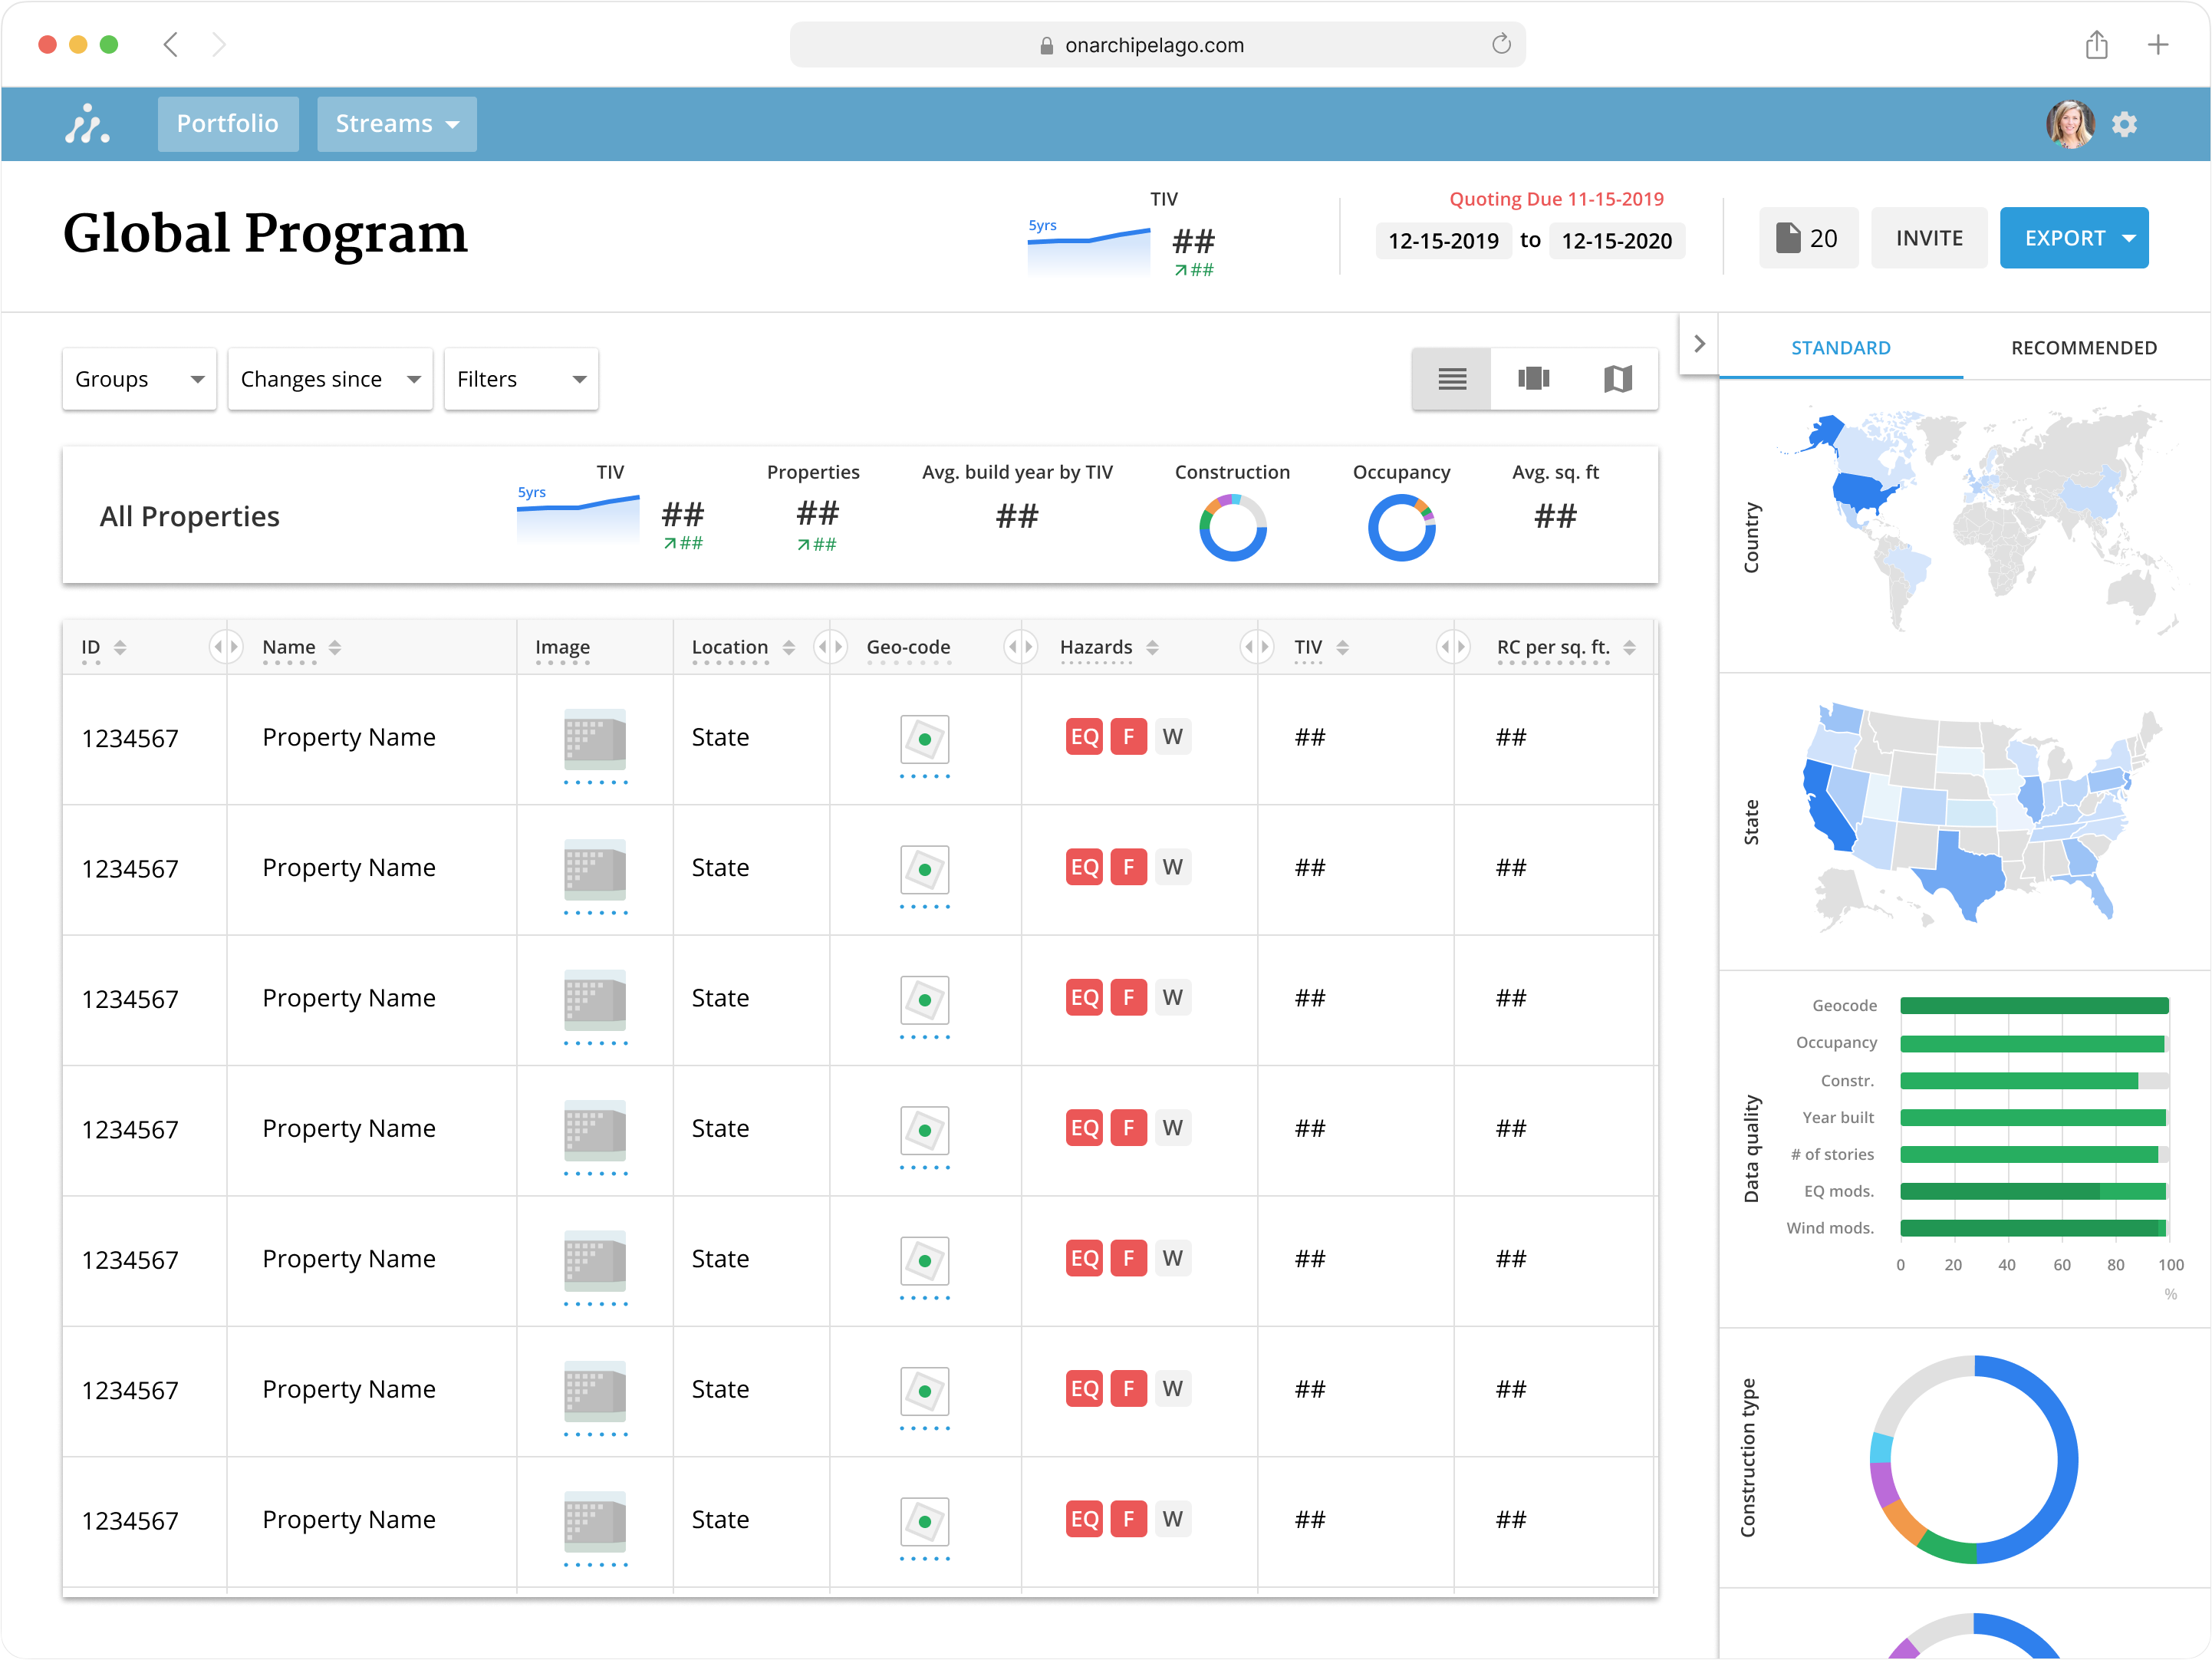 onarchipelago.com
Portfolio
Streams
Global Program
TIV
5yrs
##
##
Quoting Due 11-15-2019
12-15-2019 to 12-15-2020
20
INVITE
EXPORT
Groups
Changes since
Filters
All Properties
TIV
5yrs
##
##
Properties
##
##
Avg. build year by TIV
##
Construction
Occupancy
Avg. sq. ft
##
ID Name Image Location Geo-code Hazards TIV RC per sq. ft.
1234567 Property Name State EQ F W ## ##
1234567 Property Name State EQ F W ## ##
1234567 Property Name State EQ F W ## ##
1234567 Property Name State EQ F W ## ##
1234567 Property Name State EQ F W ## ##
1234567 Property Name State EQ F W ## ##
1234567 Property Name State EQ F W ## ##
STANDARD
RECOMMENDED
Country
State
Data quality
Geocode
Occupancy
Constr.
Year built
# of stories
EQ mods.
Wind mods.
0 20 40 60 80 100
%
Construction type